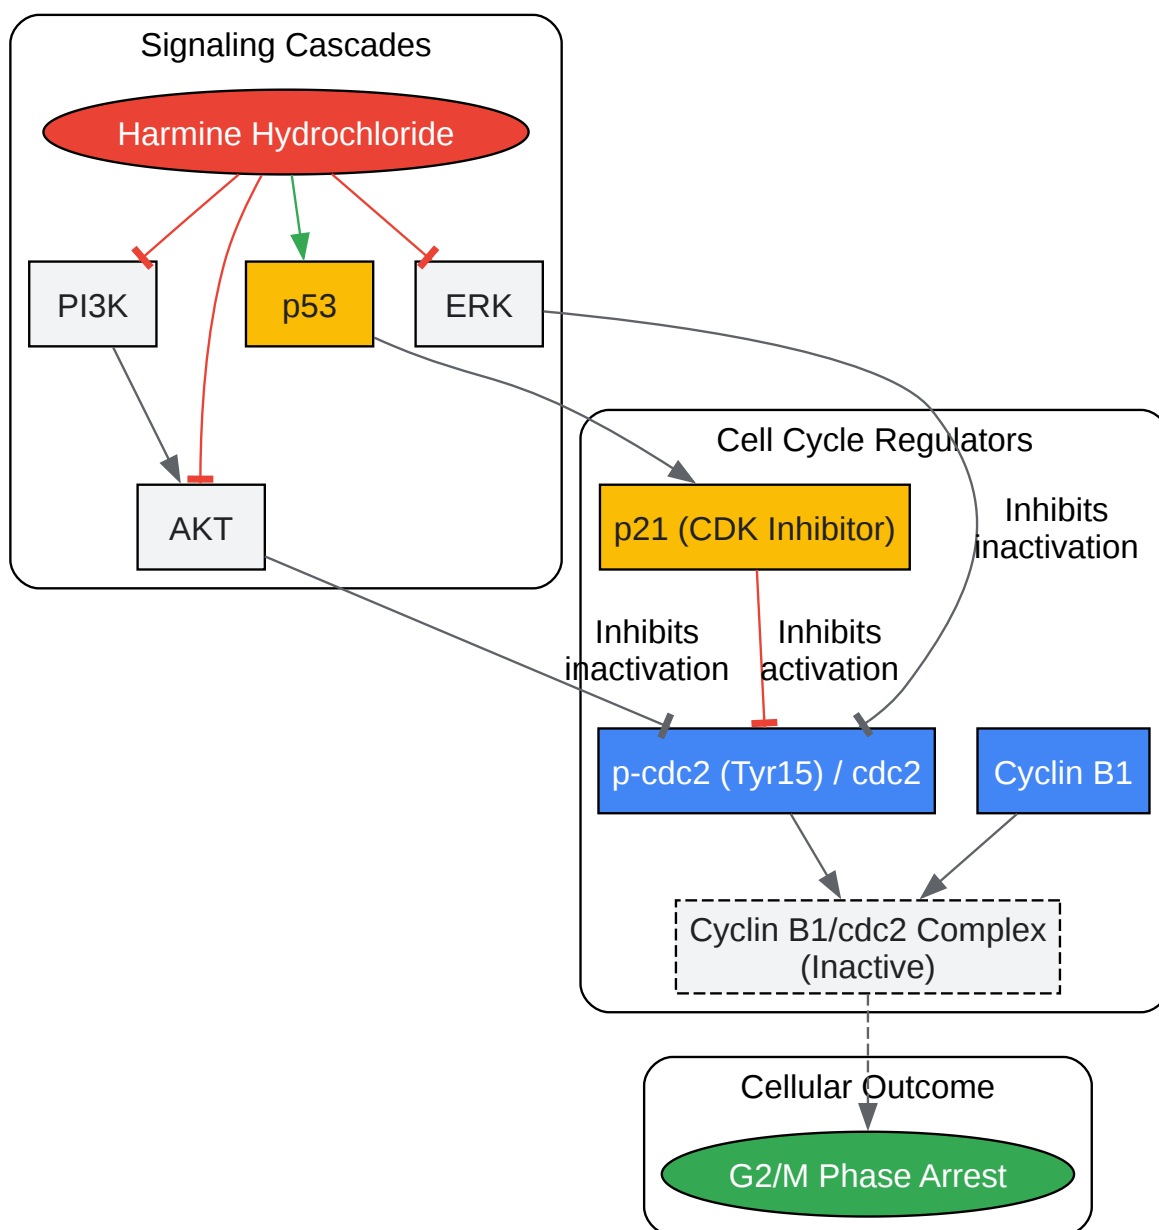 Signaling Cascades
Harmine Hydrochloride
PI3K
p53
ERK
AKT
Cell Cycle Regulators
p21 (CDK Inhibitor)
Inhibits
inactivation
Inhibits
inactivation
Inhibits
activation
p-cdc2 (Tyr15) / cdc2
Cyclin B1
Cyclin B1/cdc2 Complex
(Inactive)
Cellular Outcome
G2/M Phase Arrest